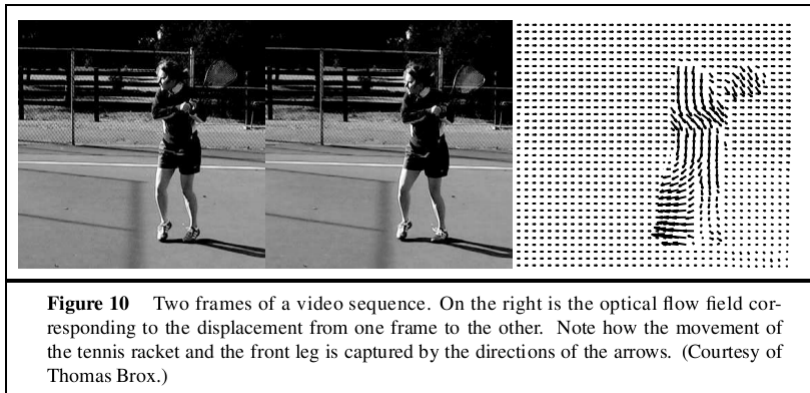 Figure 10 Two frames of a video sequence. On the right is the optical flow field cor-
responding to the displacement from one frame to the other. Note how the movement of
the tennis racket and the front leg is captured by the directions of the arrows. (Courtesy of
Thomas Brox.)